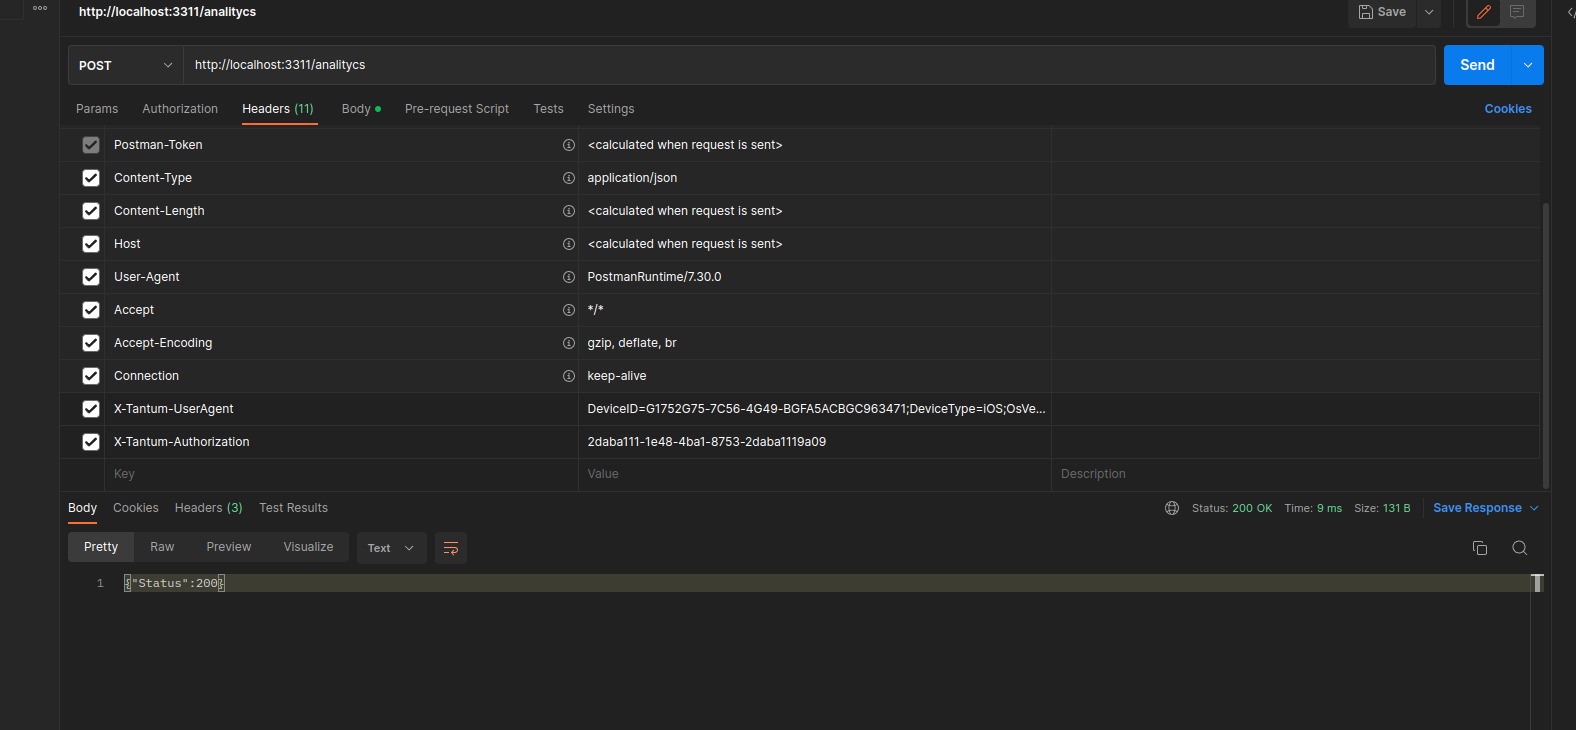 http://localhost:3311/analitycs
Save
POST
http://localhost:3311/analitycs
Send
Params Authorization Headers (11) Body Pre-request Script Tests Settings Cookies
Postman-Token <calculated when request is sent>
Content-Type application/json
Content-Length <calculated when request is sent>
Host <calculated when request is sent>
User-Agent PostmanRuntime/7.30.0
Accept */*
Accept-Encoding gzip, deflate, br
Connection keep-alive
X-Tantum-UserAgent DeviceID=G1752G75-7C56-4G49-BGFA5ACBGC963471;DeviceType=iOS;OsVe...
X-Tantum-Authorization 2daba111-1e48-4ba1-8753-2daba1119a09
Key Value Description
Body Cookies Headers (3) Test Results Status: 200 OK Time: 9 ms Size: 131 B Save Response
Pretty Raw Preview Visualize Text
1 {"Status":200}